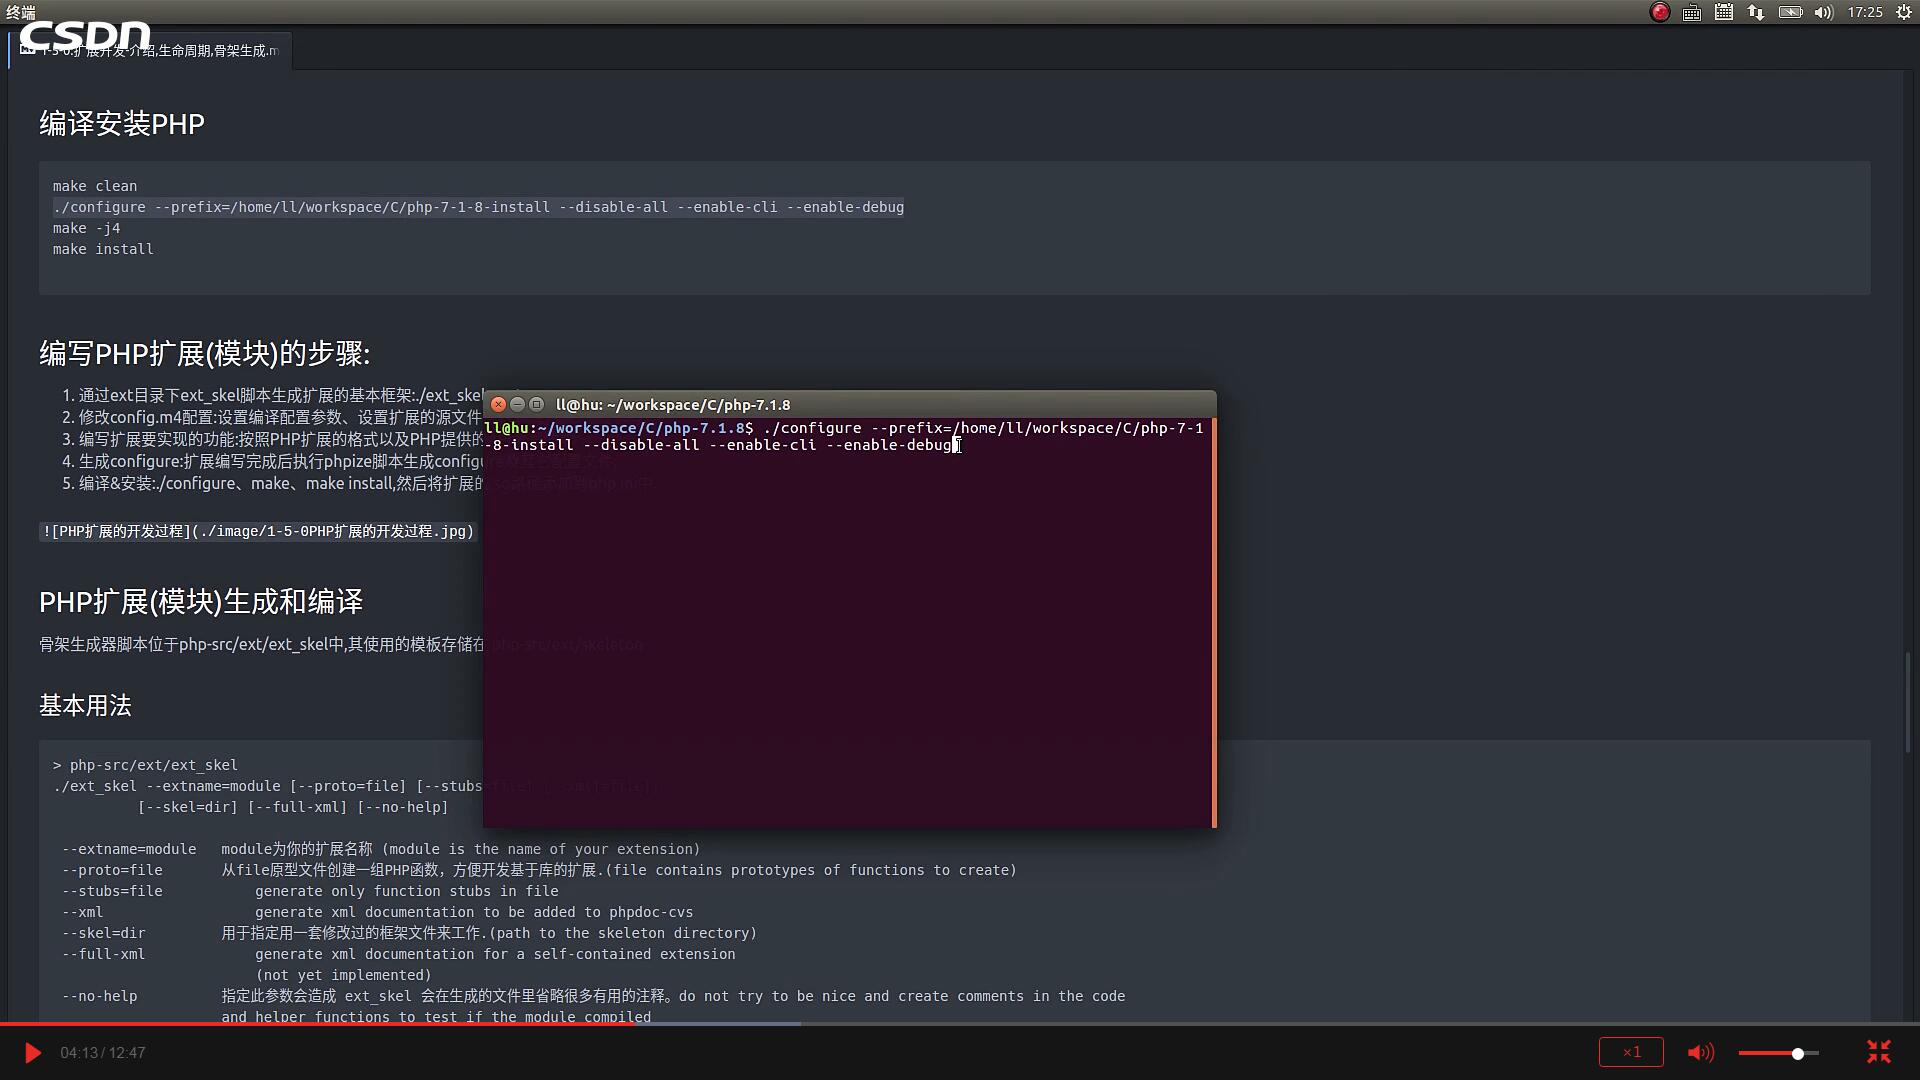 终端
17:25
CSDN
1-5-0.扩展开发-介绍,生命周期,骨架生成.m
编译安装PHP
make clean
./configure --prefix=/home/ll/workspace/C/php-7-1-8-install --disable-all --enable-cli --enable-debug
make -j4
make install
编写PHP扩展(模块)的步骤:
1. 通过ext目录下ext_skel脚本生成扩展的基本框架:./ext_skel
2. 修改config.m4配置:设置编译配置参数、设置扩展的源文件
3. 编写扩展要实现的功能:按照PHP扩展的格式以及PHP提供的
4. 生成configure:扩展编写完成后执行phpize脚本生成configu
5. 编译&安装:./configure、make、make install,然后将扩展的
![PHP扩展的开发过程](./image/1-5-0PHP扩展的开发过程.jpg)
ll@hu: ~/workspace/C/php-7.1.8
ll@hu:~/workspace/C/php-7.1.8$ ./configure --prefix=/home/ll/workspace/C/php-7-1
-8-install --disable-all --enable-cli --enable-debug
PHP扩展(模块)生成和编译
骨架生成器脚本位于php-src/ext/ext_skel中,其使用的模板存储在 php-src/ext/skeleton
基本用法
> php-src/ext/ext_skel
./ext_skel --extname=module [--proto=file] [--stubs=file] [--xml[=file]]
[--skel=dir] [--full-xml] [--no-help]
--extname=module module为你的扩展名称 (module is the name of your extension)
--proto=file 从file原型文件创建一组PHP函数，方便开发基于库的扩展.(file contains prototypes of functions to create)
--stubs=file generate only function stubs in file
--xml generate xml documentation to be added to phpdoc-cvs
--skel=dir 用于指定用一套修改过的框架文件来工作.(path to the skeleton directory)
--full-xml generate xml documentation for a self-contained extension
(not yet implemented)
--no-help 指定此参数会造成 ext_skel 会在生成的文件里省略很多有用的注释。do not try to be nice and create comments in the code
and helper functions to test if the module compiled
04:13 / 12:47
×1